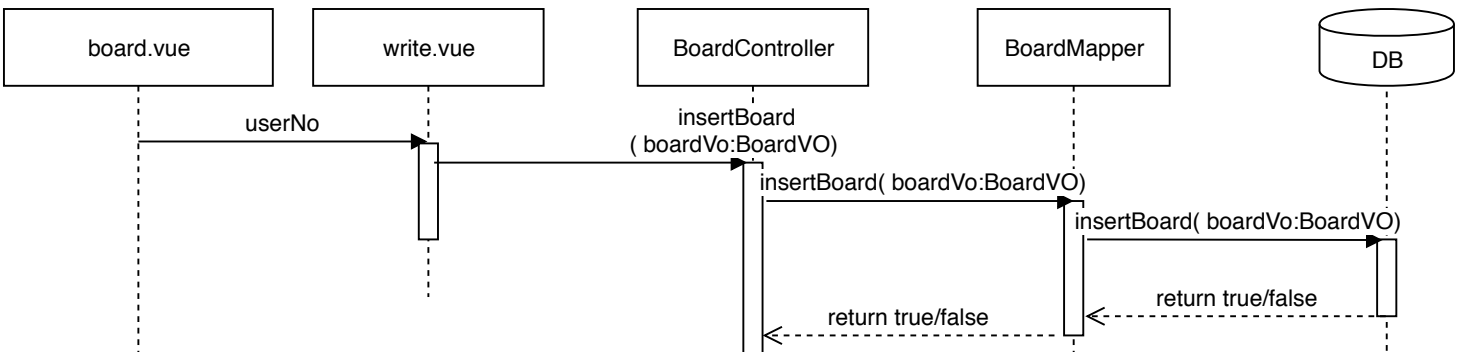 board.vue
write.vue
BoardController
BoardMapper
DB
userNo
insertBoard
( boardVo:BoardVO)
insertBoard( boardVo:BoardVO)
insertBoard( boardVo:BoardVO)
return true/false
return true/false